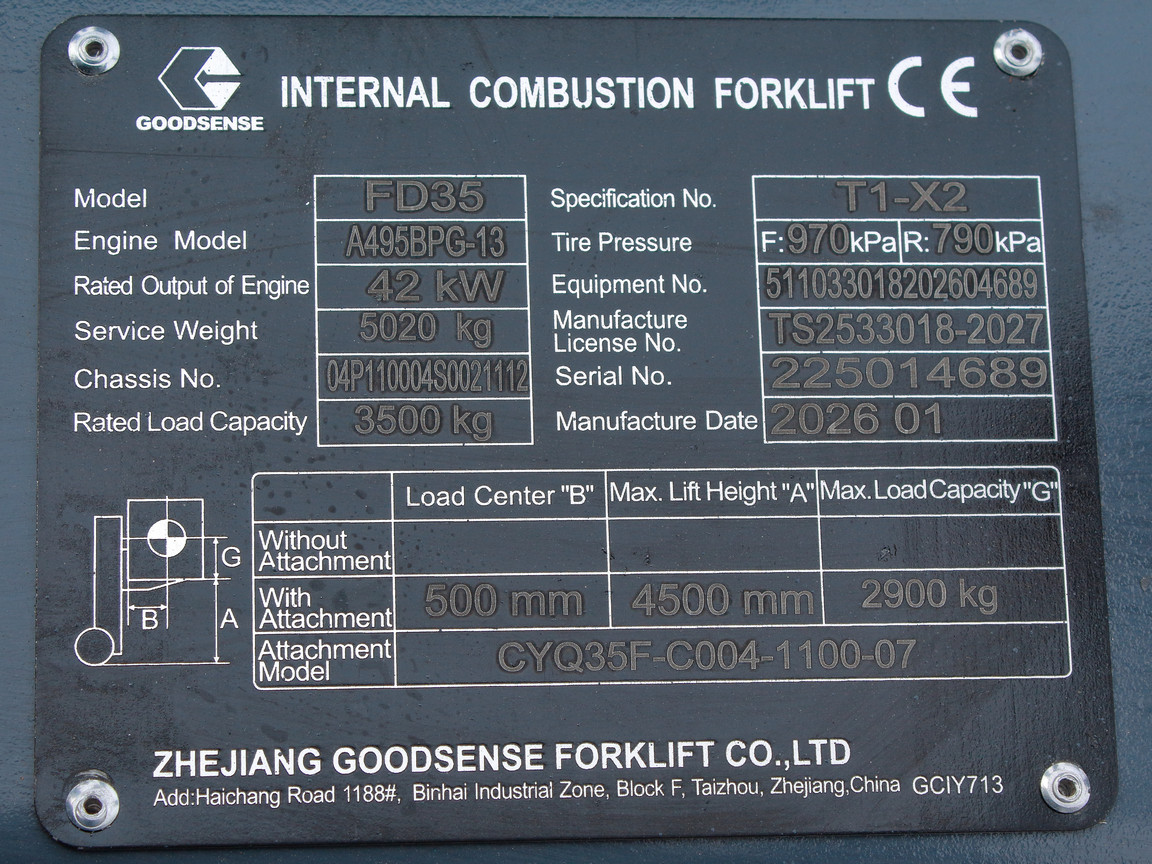 GOODSENSE
INTERNAL COMBUSTION FORKLIFT CE
Model FD35 Specification No. T1-X2
Engine Model A495BPG-13 Tire Pressure F: 970kPa R: 790kPa
Rated Output of Engine 42 kW Equipment No. 511033018202604689
Service Weight 5020 kg Manufacture License No. TS2533018-2027
Chassis No. 04P110004S0021112 Serial No. 225014689
Rated Load Capacity 3500 kg Manufacture Date 2026 01
Load Center "B" Max. Lift Height "A" Max. Load Capacity "G"
Without Attachment
With Attachment 500 mm 4500 mm 2900 kg
Attachment Model CYQ35F-C004-1100-07
G
B A
ZHEJIANG GOODSENSE FORKLIFT CO.,LTD
Add:Haichang Road 1188#, Binhai Industrial Zone, Block F, Taizhou, Zhejiang,China GCIY713